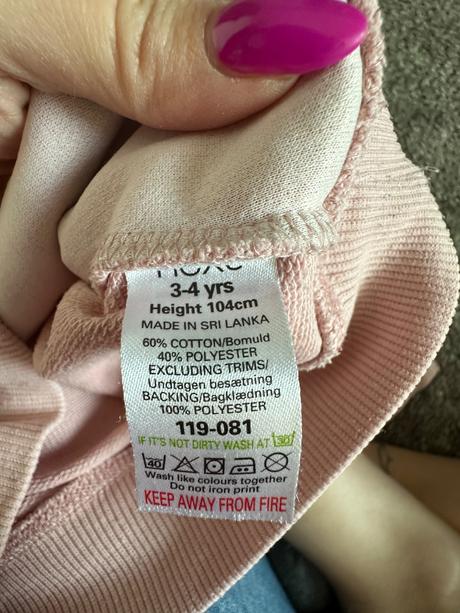 3-4 yrs
Height 104cm
MADE IN SRI LANKA
60% COTTON/Bomuld
40% POLYESTER
EXCLUDING TRIMS/
Undtagen besætning
BACKING/Bagklædning
100% POLYESTER
119-081
IF IT'S NOT DIRTY WASH AT 30°
40
Wash like colours together
Do not iron print
KEEP AWAY FROM FIRE